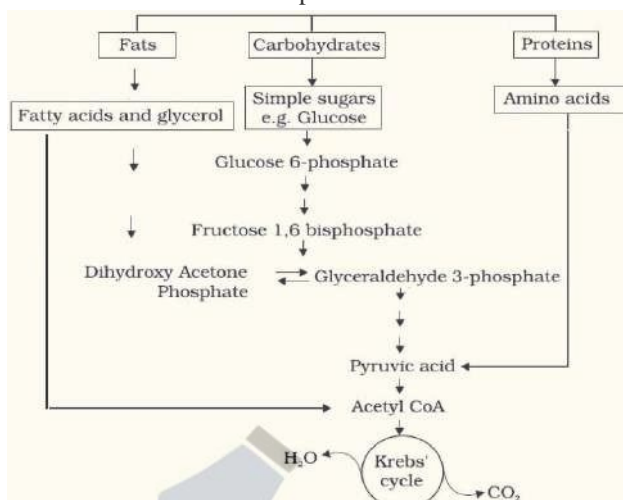 Fats Carbohydrates Proteins
Fatty acids and glycerol
Simple sugars
e.g. Glucose
Amino acids
Glucose 6-phosphate
Fructose 1,6 bisphosphate
Dihydroxy Acetone
Phosphate
Glyceraldehyde 3-phosphate
Pyruvic acid
Acetyl CoA
H₂O
Krebs'
cycle
CO₂